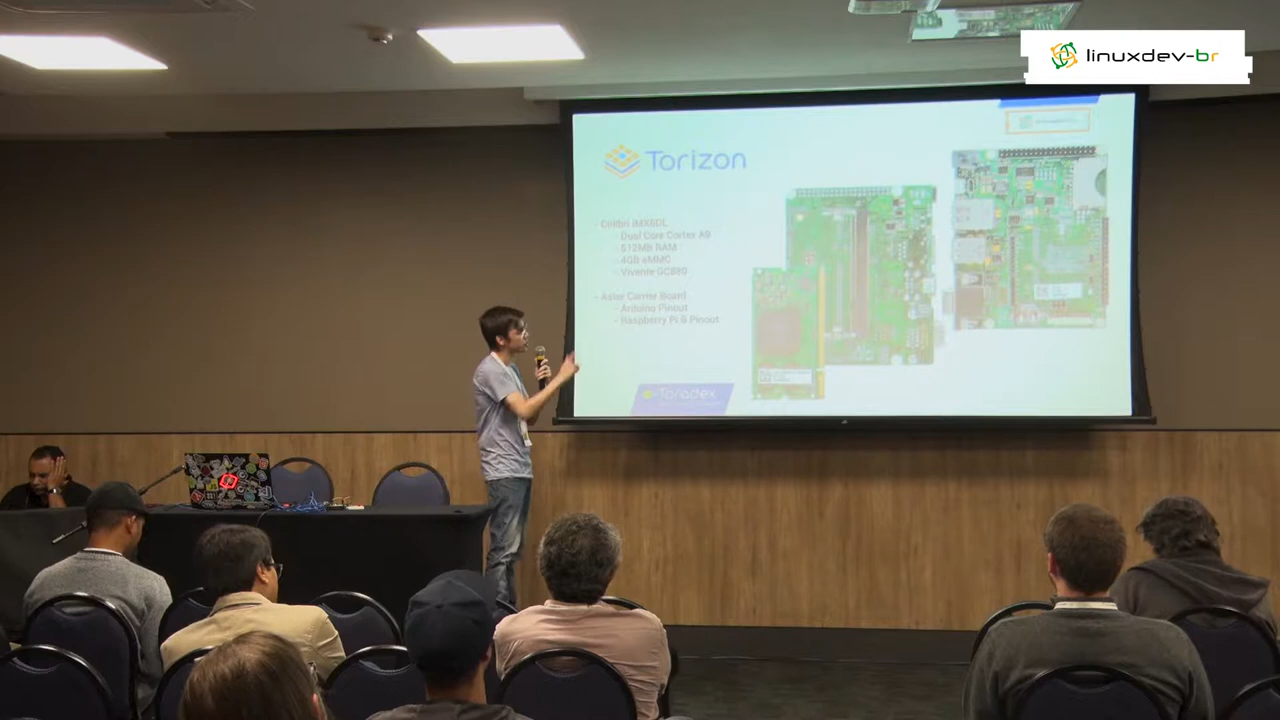 linuxdev-br
Torizon
- Colibri iMX6DL
- Dual Core Cortex A9
- 512MB RAM
- 4GB eMMC
- Vivante GC880
- Aster Carrier Board
- Arduino Pinout
- Raspberry Pi B Pinout
Toradex